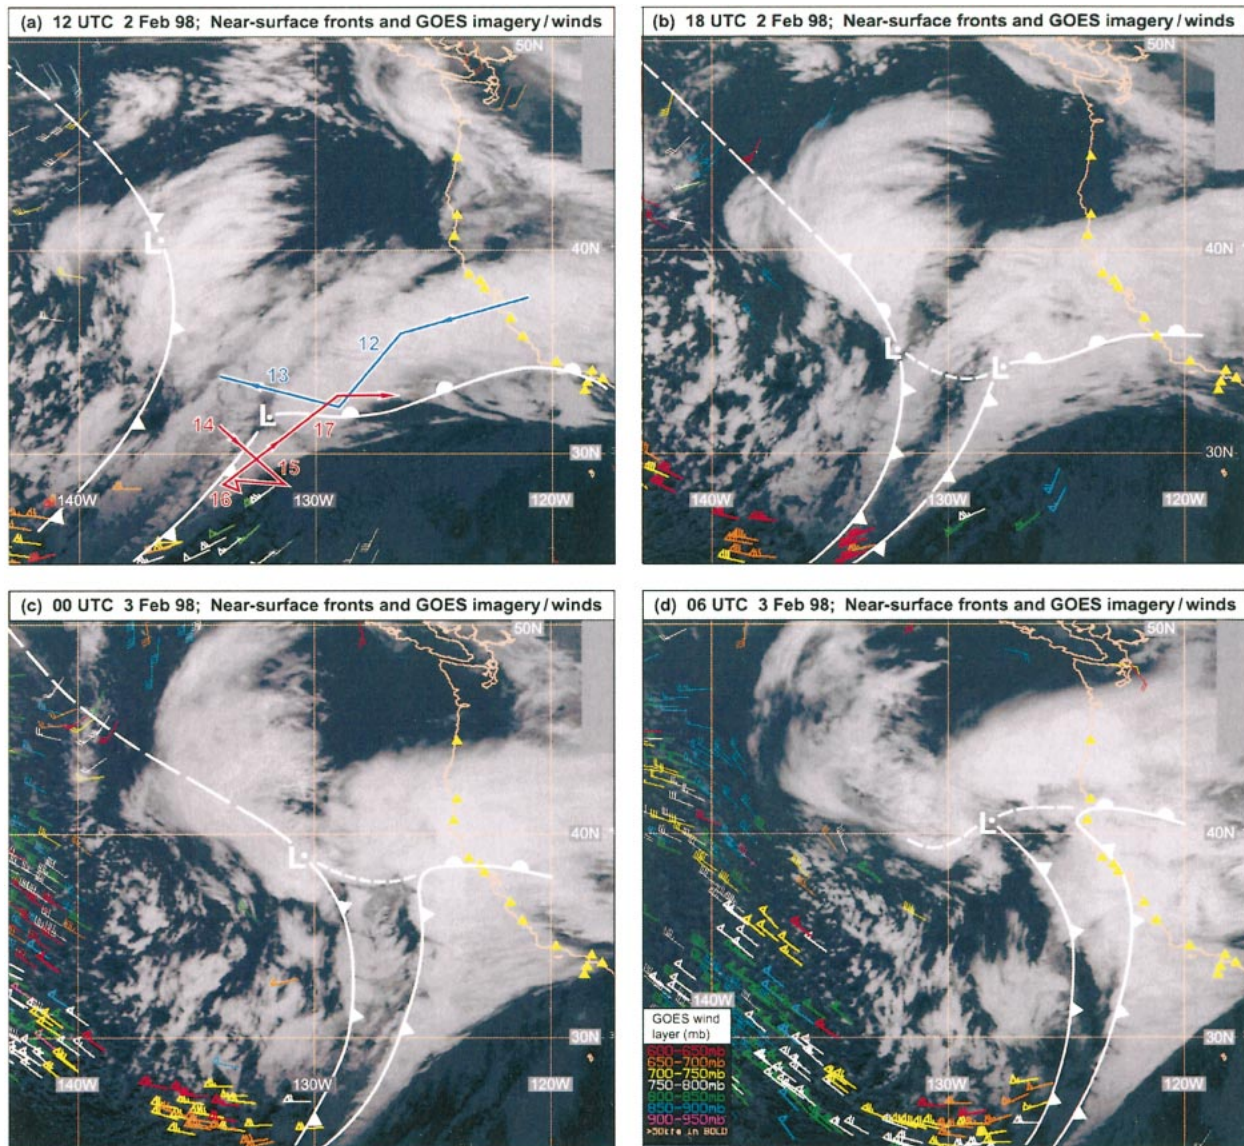 (a) 12 UTC 2 Feb 98; Near-surface fronts and GOES imagery/winds
50N
L
40N
12
13
14
L
17
15
16
30N
140W
130W
120W
(b) 18 UTC 2 Feb 98; Near-surface fronts and GOES imagery/winds
50N
40N
L
L
30N
140W
130W
120W
(c) 00 UTC 3 Feb 98; Near-surface fronts and GOES imagery/winds
50N
40N
L
30N
140W
130W
120W
(d) 06 UTC 3 Feb 98; Near-surface fronts and GOES imagery/winds
50N
L
40N
140W
30N
GOES wind
layer (mb)
600-650mb
650-700mb
700-750mb
750-800mb
800-850mb
850-900mb
900-950mb
>50kts in BOLD
130W
120W